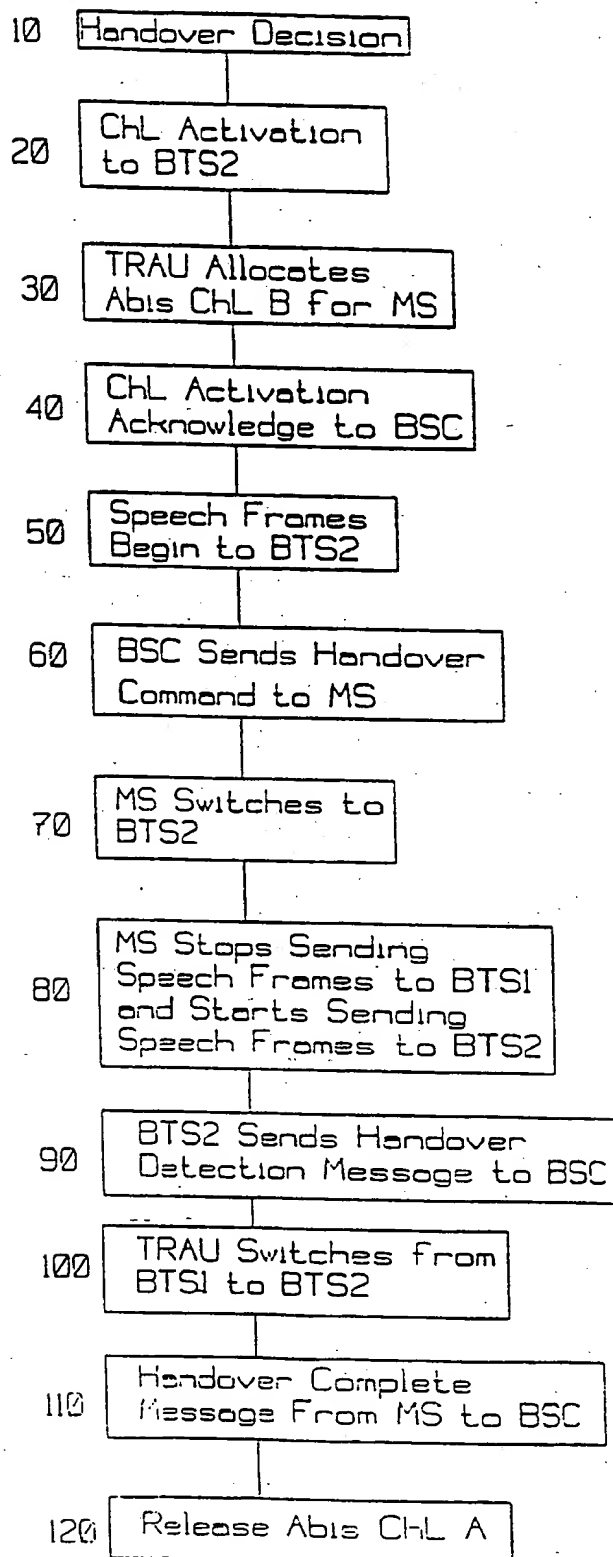 10 Handover Decision
20 ChL Activation
to BTS2
30 TRAU Allocates
Abis ChL B for MS
40 ChL Activation
Acknowledge to BSC
50 Speech Frames
Begin to BTS2
60 BSC Sends Handover
Command to MS
70 MS Switches to
BTS2
80 MS Stops Sending
Speech Frames to BTS1
and Starts Sending
Speech Frames to BTS2
90 BTS2 Sends Handover
Detection Message to BSC
100 TRAU Switches from
BTS1 to BTS2
110 Handover Complete
Message From MS to BSC
120 Release Abis ChL A